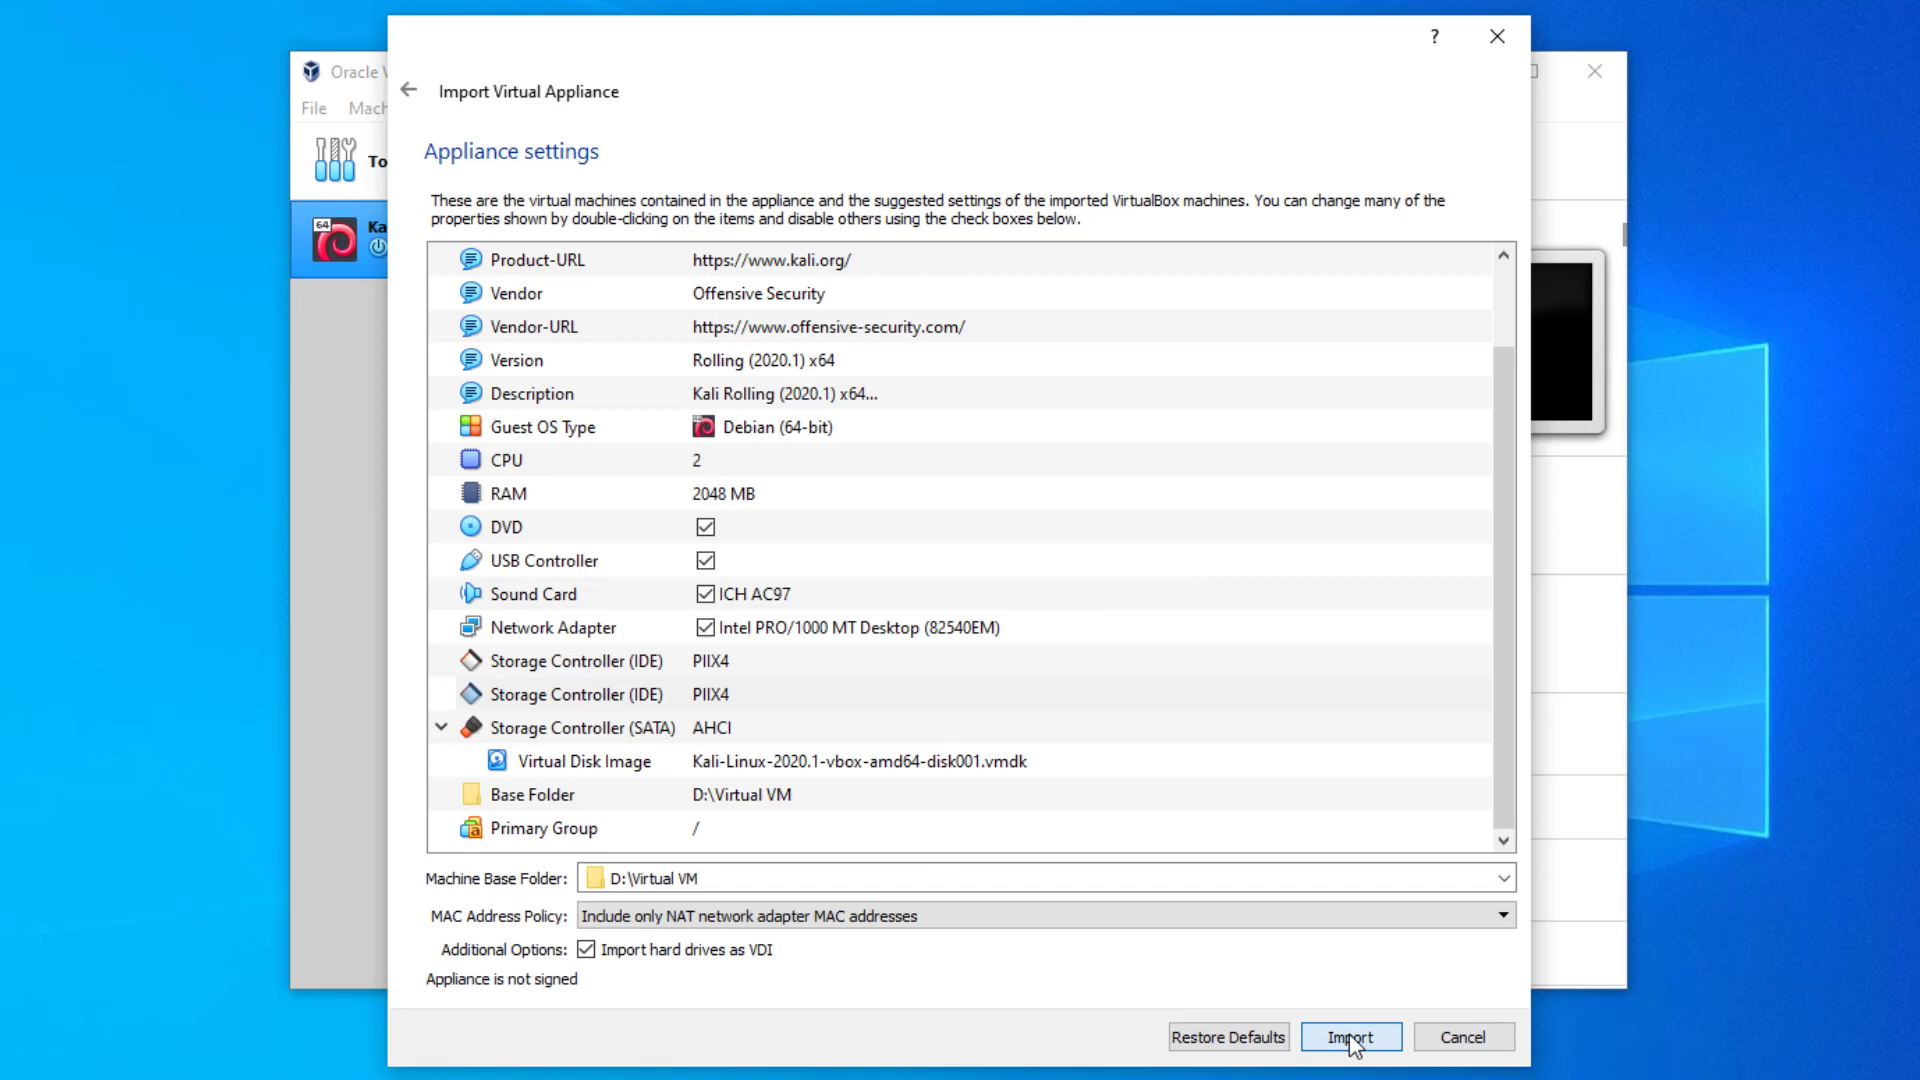 ?
Oracle V
Import Virtual Appliance
File Mach
Appliance settings
To
These are the virtual machines contained in the appliance and the suggested settings of the imported VirtualBox machines. You can change many of the
properties shown by double-clicking on the items and disable others using the check boxes below.
64
Ka
Product-URL https://www.kali.org/
Vendor Offensive Security
Vendor-URL https://www.offensive-security.com/
Version Rolling (2020.1) x64
Description Kali Rolling (2020.1) x64...
Guest OS Type Debian (64-bit)
CPU 2
RAM 2048 MB
DVD
USB Controller
Sound Card ICH AC97
Network Adapter Intel PRO/1000 MT Desktop (82540EM)
Storage Controller (IDE) PIIX4
Storage Controller (IDE) PIIX4
Storage Controller (SATA) AHCI
Virtual Disk Image Kali-Linux-2020.1-vbox-amd64-disk001.vmdk
Base Folder D:\Virtual VM
Primary Group /
Machine Base Folder: D:\Virtual VM
MAC Address Policy: Include only NAT network adapter MAC addresses
Additional Options: Import hard drives as VDI
Appliance is not signed
Restore Defaults Import Cancel